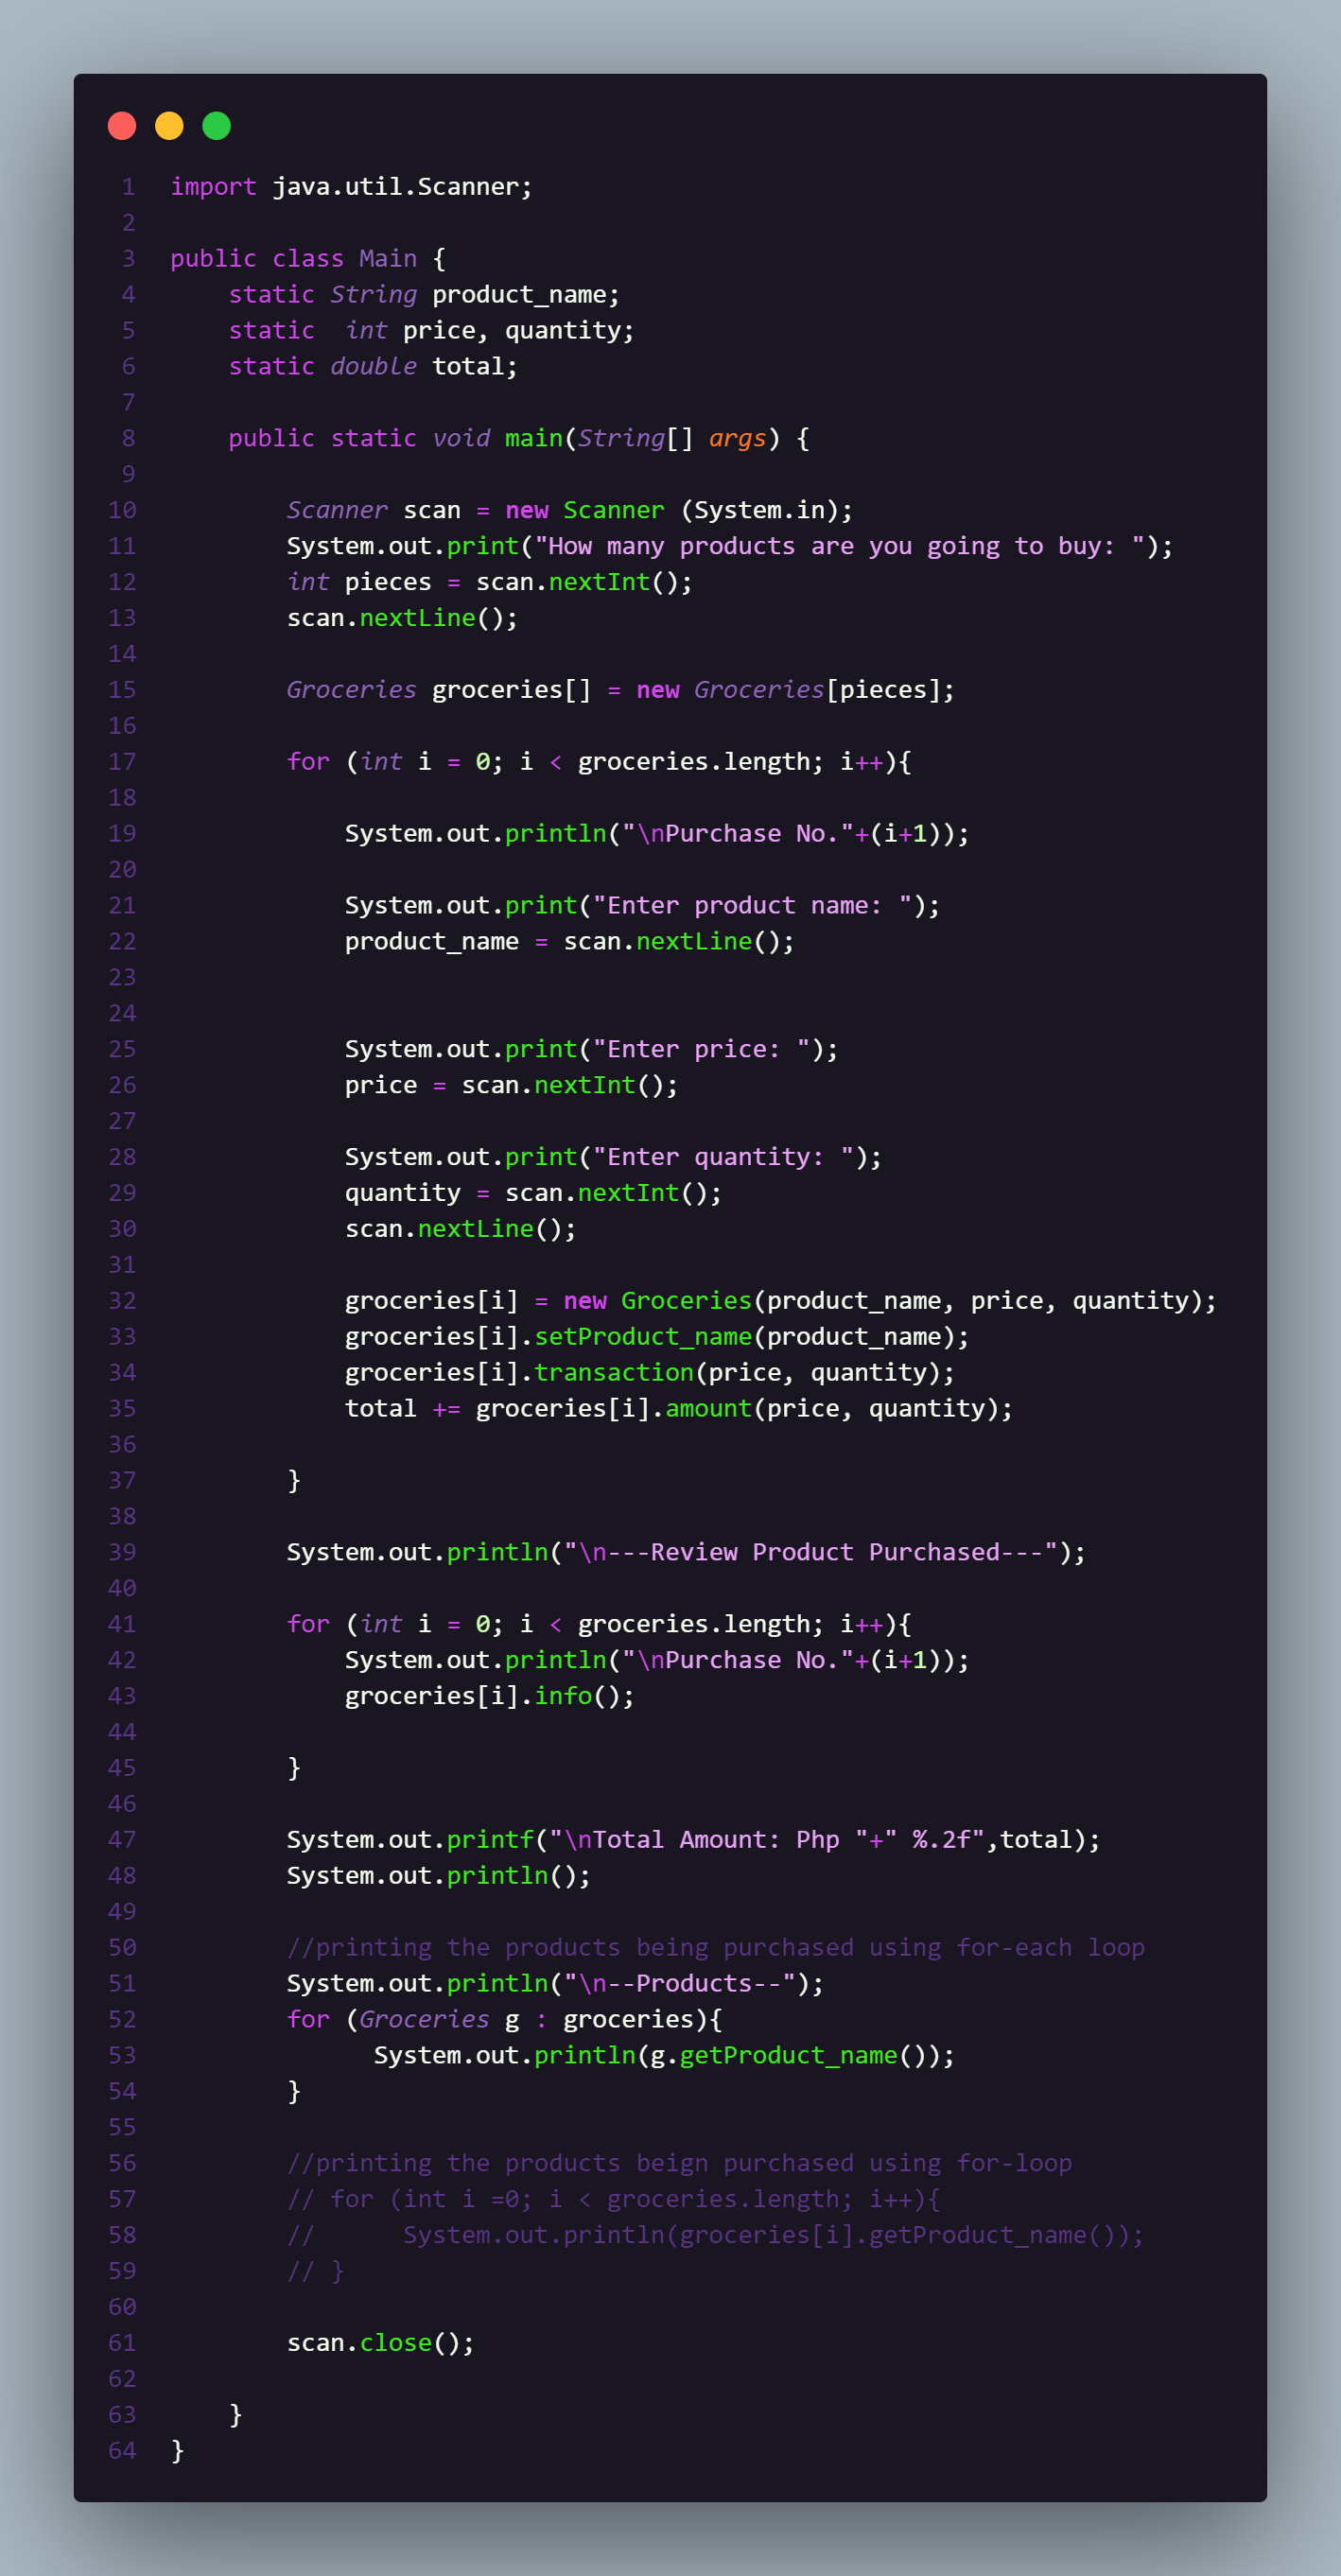 1 import java.util.Scanner;
2
3 public class Main {
4     static String product_name;
5     static  int price, quantity;
6     static double total;
7
8     public static void main(String[] args) {
9
10         Scanner scan = new Scanner (System.in);
11         System.out.print("How many products are you going to buy: ");
12         int pieces = scan.nextInt();
13         scan.nextLine();
14
15         Groceries groceries[] = new Groceries[pieces];
16
17         for (int i = 0; i < groceries.length; i++){
18
19             System.out.println("\nPurchase No."+(i+1));
20
21             System.out.print("Enter product name: ");
22             product_name = scan.nextLine();
23
24
25             System.out.print("Enter price: ");
26             price = scan.nextInt();
27
28             System.out.print("Enter quantity: ");
29             quantity = scan.nextInt();
30             scan.nextLine();
31
32             groceries[i] = new Groceries(product_name, price, quantity);
33             groceries[i].setProduct_name(product_name);
34             groceries[i].transaction(price, quantity);
35             total += groceries[i].amount(price, quantity);
36
37         }
38
39         System.out.println("\n---Review Product Purchased---");
40
41         for (int i = 0; i < groceries.length; i++){
42             System.out.println("\nPurchase No."+(i+1));
43             groceries[i].info();
44
45         }
46
47         System.out.printf("\nTotal Amount: Php "+" %.2f",total);
48         System.out.println();
49
50         //printing the products being purchased using for-each loop
51         System.out.println("\n--Products--");
52         for (Groceries g : groceries){
53               System.out.println(g.getProduct_name());
54         }
55
56         //printing the products beign purchased using for-loop
57         // for (int i =0; i < groceries.length; i++){
58         //      System.out.println(groceries[i].getProduct_name());
59         // }
60
61         scan.close();
62
63     }
64 }